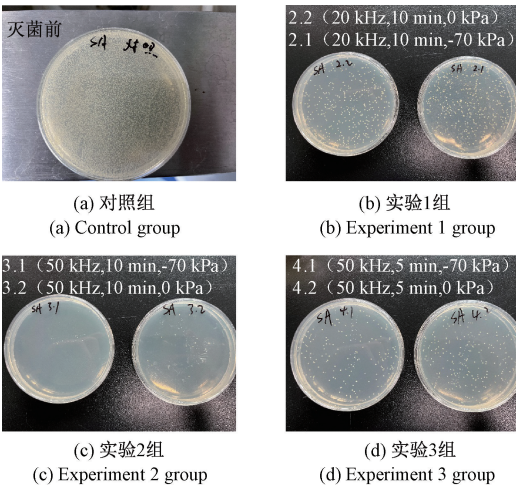 灭菌前
SA 对照
(a) 对照组
(a) Control group
2.2（20 kHz,10 min,0 kPa）
2.1（20 kHz,10 min,-70 kPa）
SA 2.2
SA 2.1
(b) 实验1组
(b) Experiment 1 group
3.1（50 kHz,10 min,-70 kPa）
3.2（50 kHz,10 min,0 kPa）
SA 3.1
SA 3.2
(c) 实验2组
(c) Experiment 2 group
4.1（50 kHz,5 min,-70 kPa）
4.2（50 kHz,5 min,0 kPa）
SA 4.1
SA 4.2
(d) 实验3组
(d) Experiment 3 group